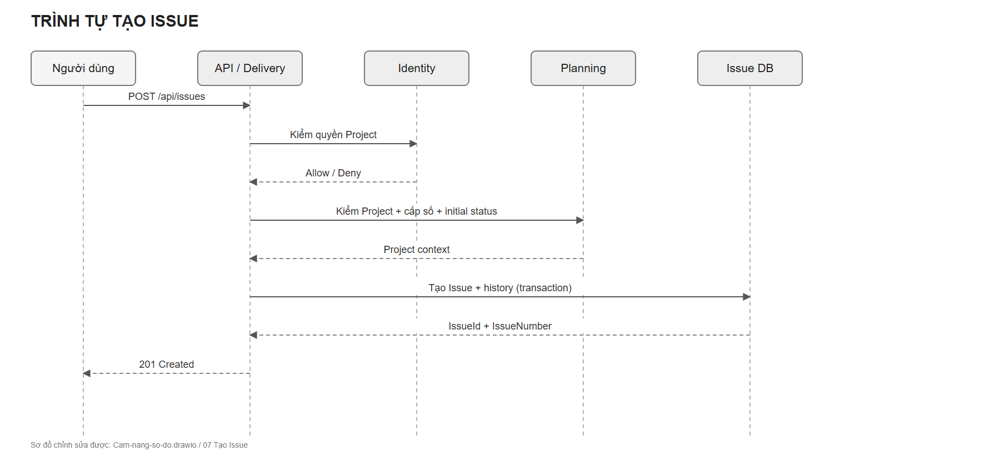 TRÌNH TỰ TẠO ISSUE
Người dùng
API / Delivery
Identity
Planning
Issue DB
POST /api/issues
Kiểm quyền Project
Allow / Deny
Kiểm Project + cấp số + initial status
Project context
Tạo Issue + history (transaction)
IssueId + IssueNumber
201 Created
Sơ đồ chỉnh sửa được: Cam-nang-so-do.drawio / 07 Tạo Issue